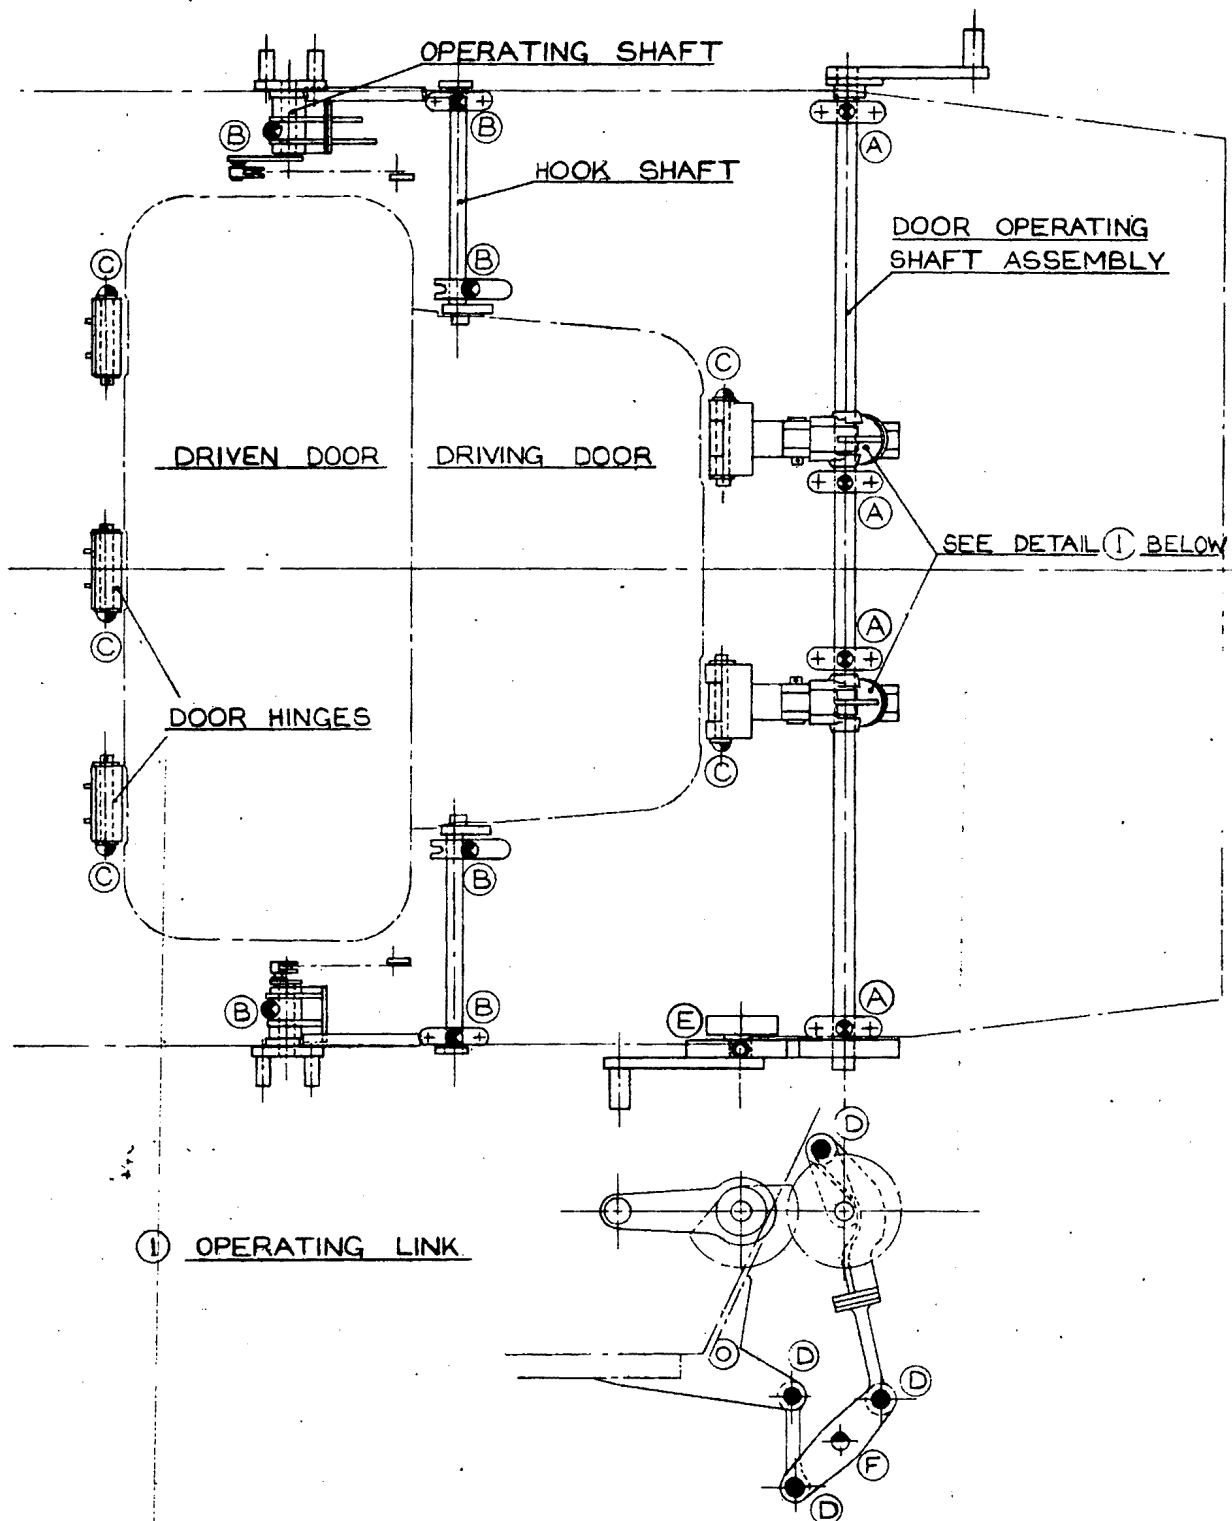 OPERATING SHAFT
B
B
A
HOOK SHAFT
DOOR OPERATING
SHAFT ASSEMBLY
C
B
C
DRIVEN DOOR DRIVING DOOR
A
SEE DETAIL 1 BELOW
C
A
DOOR HINGES
C
C
B
B
B
E
A
D
1 OPERATING LINK
D
D
F
D